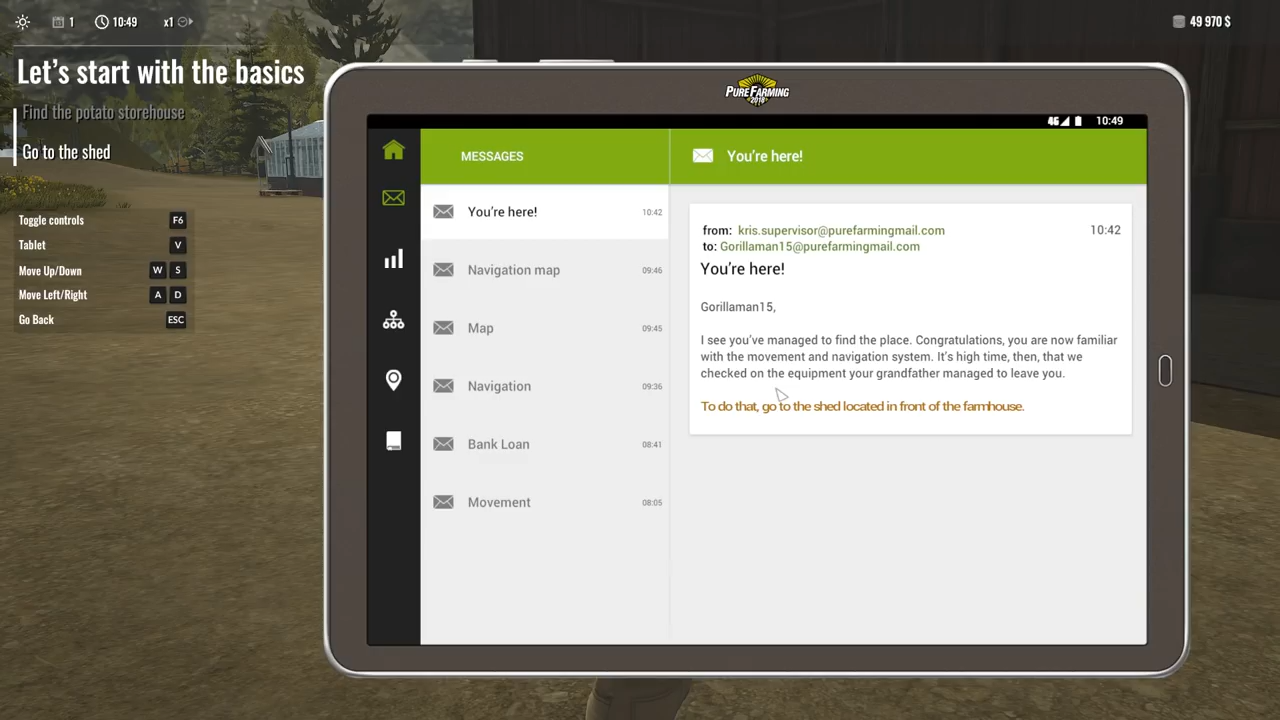 1
10:49
x1
49 970 $
Let's start with the basics
Find the potato storehouse
Go to the shed
Toggle controls F6
Tablet V
Move Up/Down W S
Move Left/Right A D
Go Back ESC
PURE FARMING
2018
4G 10:49
MESSAGES
You're here! 10:42
Navigation map 09:46
Map 09:45
Navigation 09:36
Bank Loan 08:41
Movement 08:05
You're here!
from: kris.supervisor@purefarmingmail.com 10:42
to: Gorillaman15@purefarmingmail.com
You're here!
Gorillaman15,
I see you've managed to find the place. Congratulations, you are now familiar
with the movement and navigation system. It's high time, then, that we
checked on the equipment your grandfather managed to leave you.
To do that, go to the shed located in front of the farmhouse.